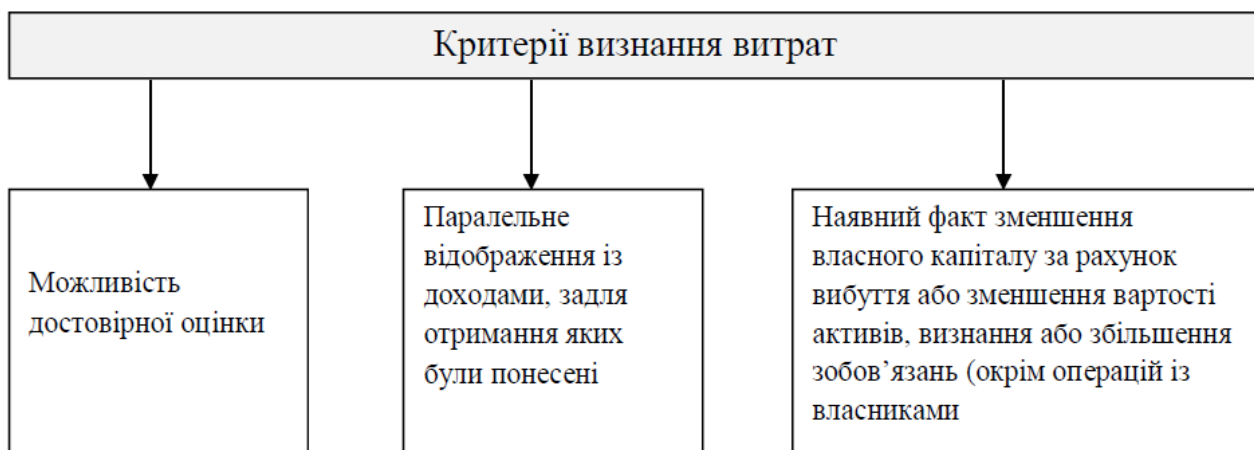 Критерії визнання витрат
Можливість
достовірної оцінки
Паралельне
відображення із
доходами, задля
отримання яких
були понесені
Наявний факт зменшення
власного капіталу за рахунок
вибуття або зменшення вартості
активів, визнання або збільшення
зобов’язань (окрім операцій із
власниками